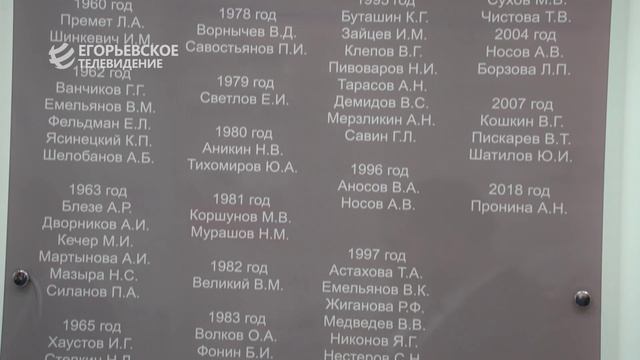 ЕГОРЬЕВСКОЕ
ТЕЛЕВИДЕНИЕ
1960 год
Премет Л.А.
Шинкевич И.М.
1962 год
Ванчиков Г.Г.
Емельянов В.М.
Фельдман Е.Л.
Ясинецкий К.П.
Шелобанов А.Б.
1963 год
Блезе А.Р.
Дворников А.И.
Кечер М.И.
Мартынова А.И.
Мазыра Н.С.
Силанов П.А.
1965 год
Хаустов И.Г.
1978 год
Ворнычев В.Д.
Савостьянов П.И.
1979 год
Светлов Е.И.
1980 год
Аникин Н.В.
Тихомиров Ю.А.
1981 год
Коршунов М.В.
Мурашов Н.М.
1982 год
Великий В.М.
1983 год
Волков О.А.
Фонин Б.И.
1995 год
Буташин К.Г.
Зайцев И.М.
Клепов В.Г.
Пивоваров Н.И.
Тарасов А.Н.
Демидов В.С.
Мерзликин А.Н.
Савин Г.Л.
1996 год
Аносов В.А.
Носов А.В.
1997 год
Астахова Т.А.
Емельянов В.К.
Жиганова Р.Ф.
Медведев В.В.
Никонов Я.Г.
Нестеров С.Н.
Сухов М.В.
Чистова Т.В.
2004 год
Носов А.В.
Борзова Л.П.
2007 год
Кошкин В.Г.
Пискарев В.Т.
Шатилов Ю.И.
2018 год
Пронина А.Н.